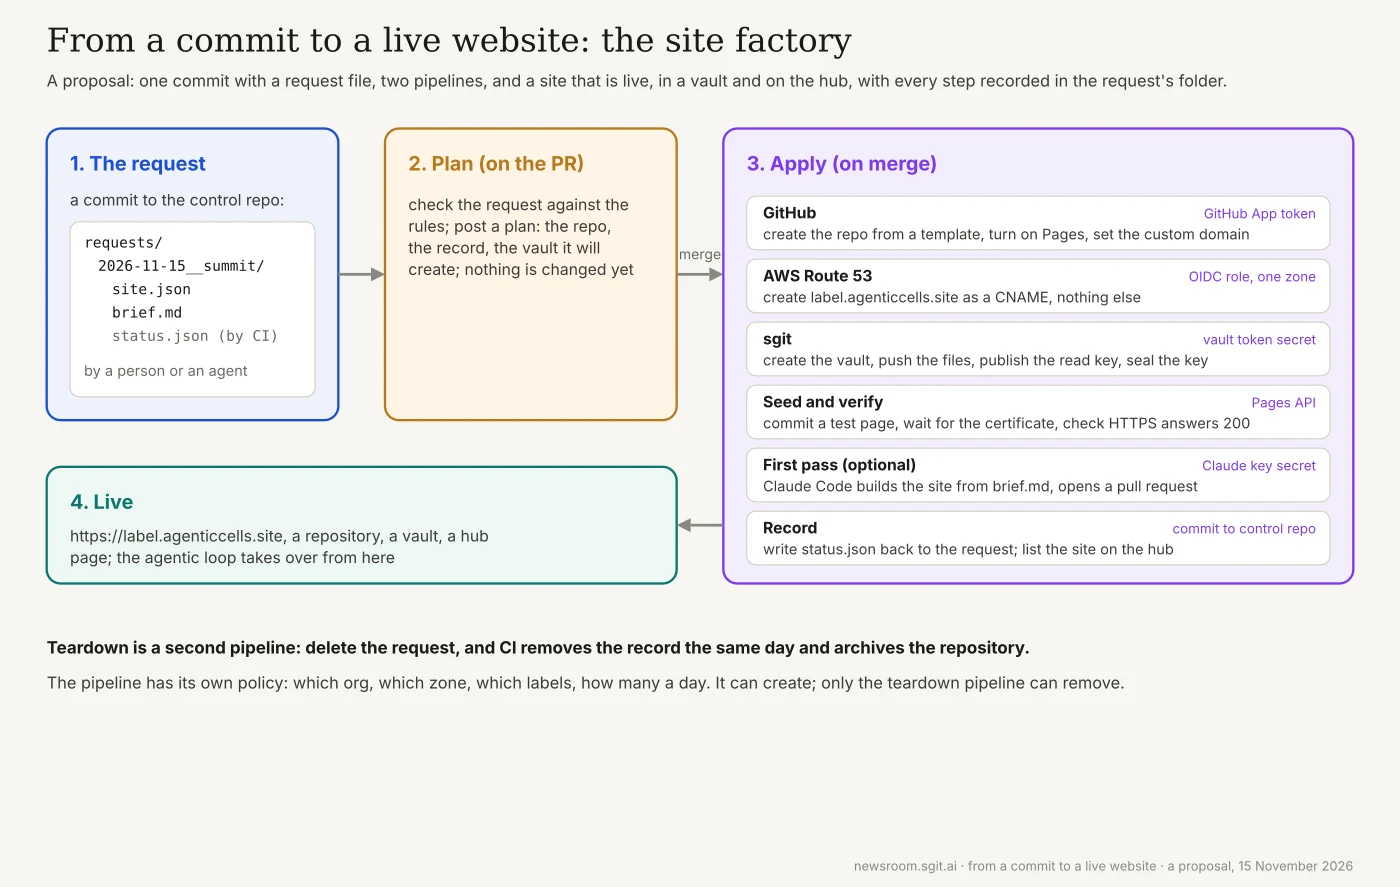 From a commit to a live website: the site factory
A proposal: one commit with a request file, two pipelines, and a site that is live, in a vault and on the hub, with every step recorded in the request's folder.
1. The request
a commit to the control repo:
requests/
2026-11-15__summit/
site.json
brief.md
status.json (by CI)
by a person or an agent
2. Plan (on the PR)
check the request against the
rules; post a plan: the repo,
the record, the vault it will
create; nothing is changed yet
merge
3. Apply (on merge)
GitHub
GitHub App token
create the repo from a template, turn on Pages, set the custom domain
AWS Route 53
OIDC role, one zone
create label.agenticcells.site as a CNAME, nothing else
sgit
vault token secret
create the vault, push the files, publish the read key, seal the key
Seed and verify
Pages API
commit a test page, wait for the certificate, check HTTPS answers 200
First pass (optional)
Claude key secret
Claude Code builds the site from brief.md, opens a pull request
Record
commit to control repo
write status.json back to the request; list the site on the hub
4. Live
https://label.agenticcells.site, a repository, a vault, a hub
page; the agentic loop takes over from here
Teardown is a second pipeline: delete the request, and CI removes the record the same day and archives the repository.
The pipeline has its own policy: which org, which zone, which labels, how many a day. It can create; only the teardown pipeline can remove.
newsroom.sgit.ai · from a commit to a live website · a proposal, 15 November 2026